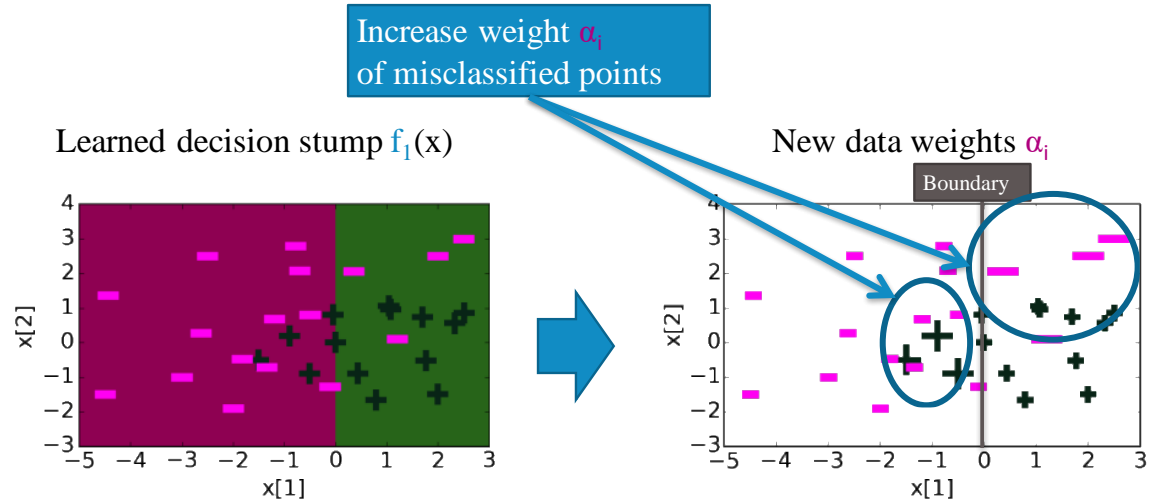 Increase weight αᵢ
of misclassified points
Learned decision stump f₁(x)
New data weights αᵢ
Boundary
4
3
2
1
0
−1
−2
−3
x[2]
−5 −4 −3 −2 −1 0 1 2 3
x[1]
4
3
2
1
0
−1
−2
−3
x[2]
−5 −4 −3 −2 −1 0 1 2 3
x[1]